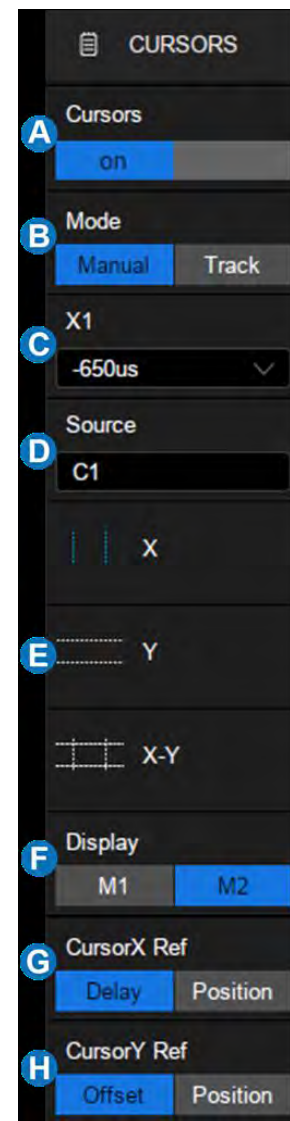 CURSORS
Cursors
A
on
B
Mode
Manual Track
X1
C
-650us
Source
D
C1
X
E
Y
X-Y
Display
F
M1 M2
CursorX Ref
G
Delay Position
CursorY Ref
H
Offset Position